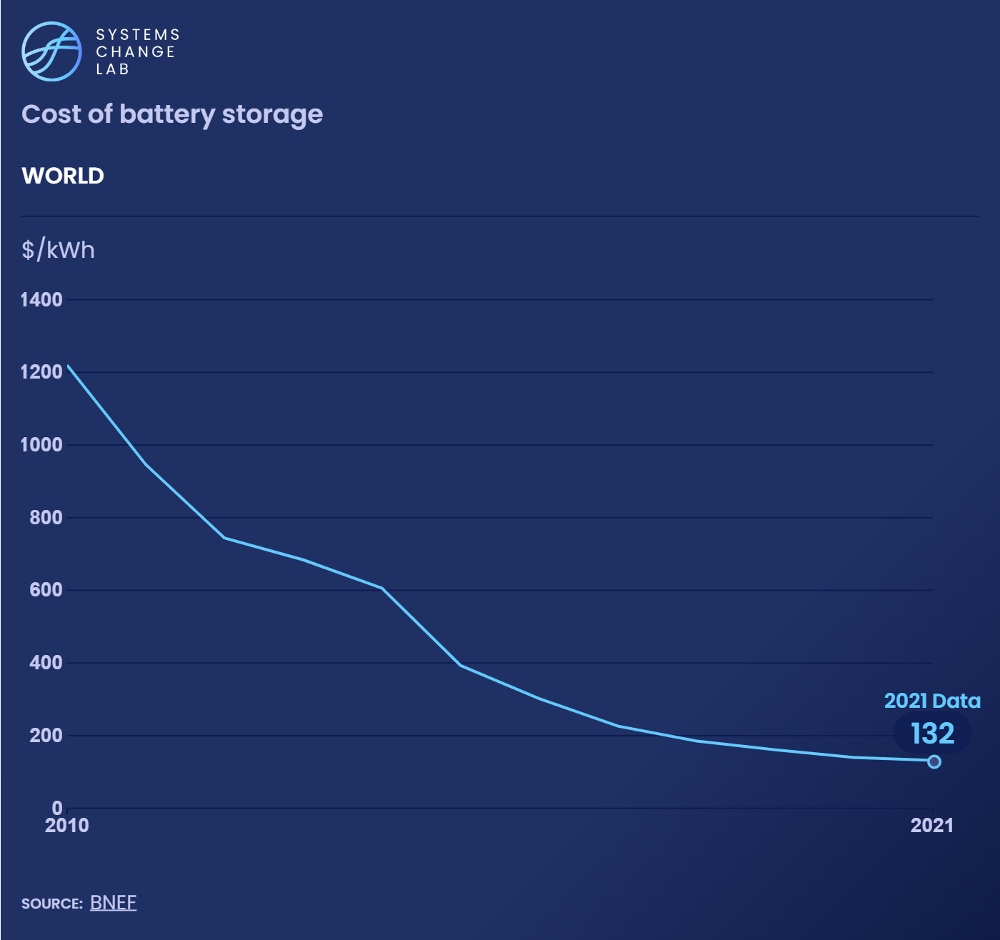 SYSTEMS
CHANGE
LAB
Cost of battery storage
WORLD
$/kWh
1400
1200
1000
800
600
400
200
0
2021 Data
132
2010
2021
SOURCE: BNEF